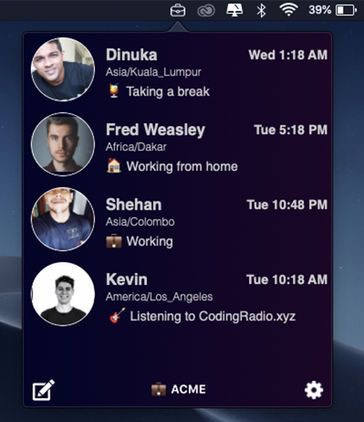 39%
Dinuka Wed 1:18 AM
Asia/Kuala_Lumpur
Taking a break
Fred Weasley Tue 5:18 PM
Africa/Dakar
Working from home
Shehan Tue 10:48 PM
Asia/Colombo
Working
Kevin Tue 10:18 AM
America/Los_Angeles
Listening to CodingRadio.xyz
ACME